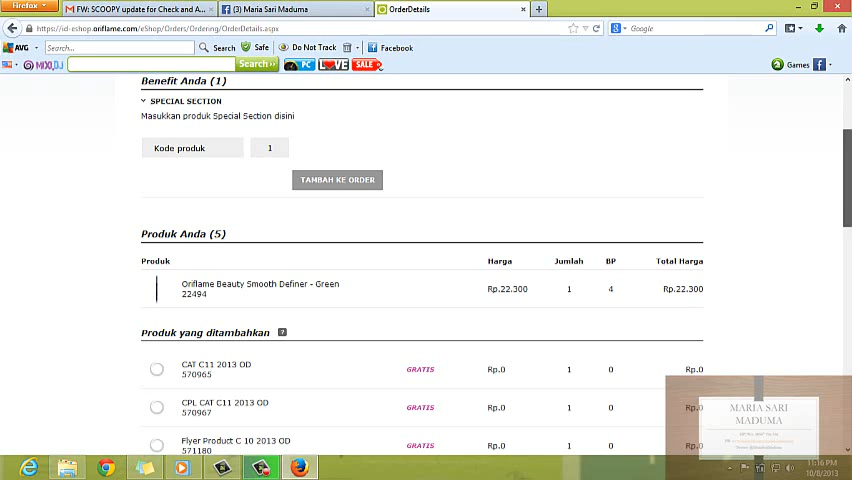 Firefox
FW: SCOOPY update for Check and A...
(3) Maria Sari Maduma
OrderDetails
https://id-eshop.oriflame.com/eShop/Orders/Ordering/OrderDetails.aspx
Google
AVG
Search...
Search
Safe
Do Not Track
Facebook
MIXI.DJ
Search
PC
LOVE
SALE
Games
Benefit Anda (1)
SPECIAL SECTION
Masukkan produk Special Section disini
Kode produk
1
TAMBAH KE ORDER
Produk Anda (5)
Produk Harga Jumlah BP Total Harga
Oriflame Beauty Smooth Definer - Green
22494
Rp.22.300 1 4 Rp.22.300
Produk yang ditambahkan ?
CAT C11 2013 OD
570965
GRATIS Rp.0 1 0 Rp.0
CPL CAT C11 2013 OD
570967
GRATIS Rp.0 1 0 Rp.0
Flyer Product C 10 2013 OD
571180
GRATIS Rp.0 1 0 Rp.0
MARIA SARI
MADUMA
11:16 PM
10/8/2013